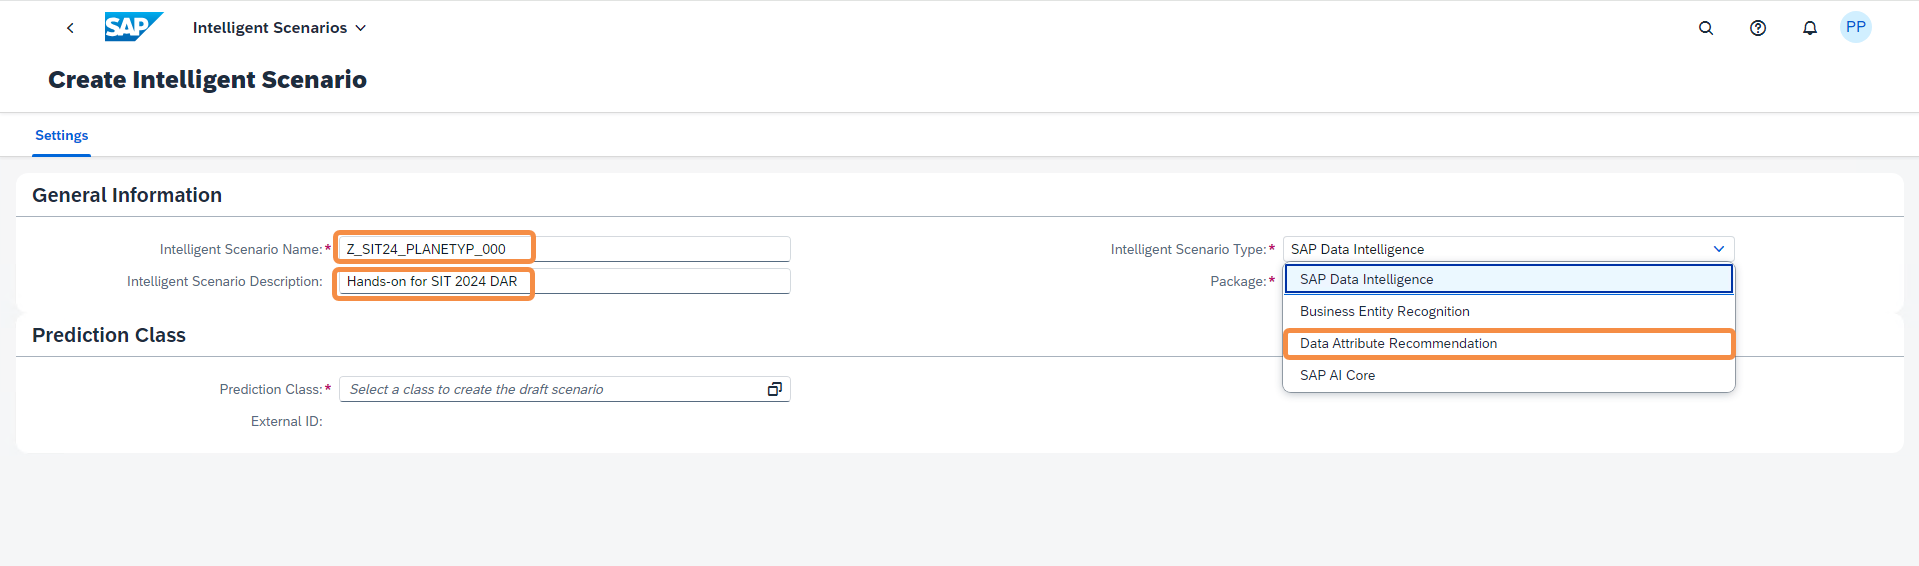 SAP Intelligent Scenarios PP
Create Intelligent Scenario
Settings
General Information
Intelligent Scenario Name:* Z_SIT24_PLANETYP_000
Intelligent Scenario Description: Hands-on for SIT 2024 DAR
Intelligent Scenario Type:* SAP Data Intelligence
Package:*
SAP Data Intelligence
Business Entity Recognition
Data Attribute Recommendation
SAP AI Core
Prediction Class
Prediction Class:* Select a class to create the draft scenario
External ID: